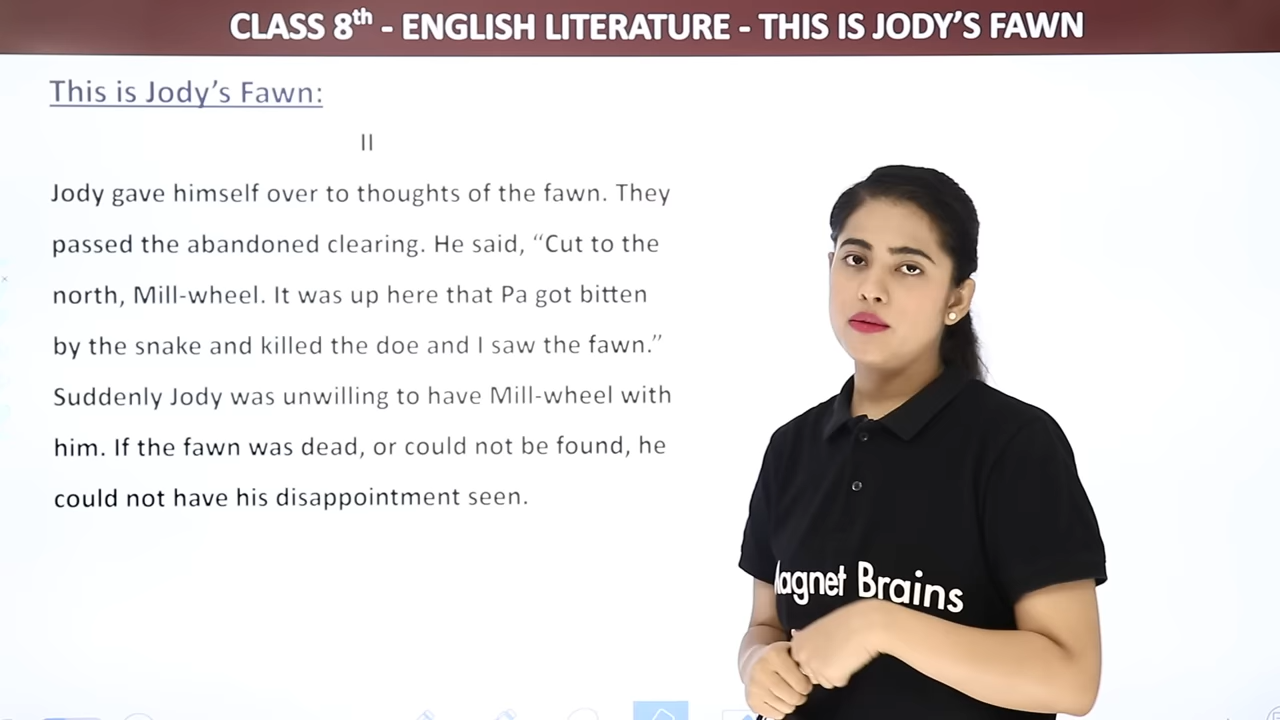 CLASS 8th - ENGLISH LITERATURE - THIS IS JODY'S FAWN
This is Jody's Fawn:
II
Jody gave himself over to thoughts of the fawn. They
passed the abandoned clearing. He said, “Cut to the
north, Mill-wheel. It was up here that Pa got bitten
by the snake and killed the doe and I saw the fawn.”
Suddenly Jody was unwilling to have Mill-wheel with
him. If the fawn was dead, or could not be found, he
could not have his disappointment seen.
Magnet Brains